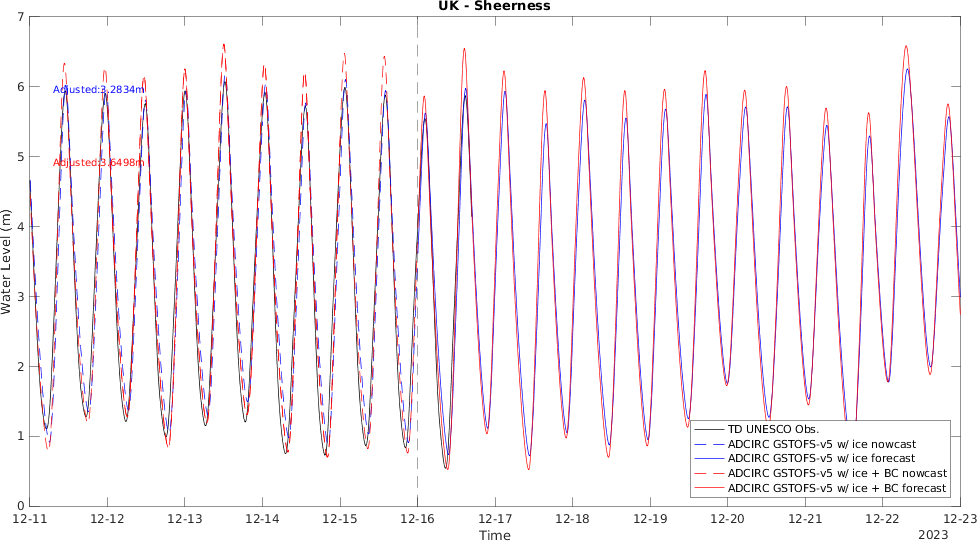 UK - Sheerness
7
6
5
4
3
2
1
0
Water Level (m)
Adjusted:3.2834m
Adjusted:3.6498m
TD UNESCO Obs.
ADCIRC GSTOFS-v5 w/ ice nowcast
ADCIRC GSTOFS-v5 w/ ice forecast
ADCIRC GSTOFS-v5 w/ ice + BC nowcast
ADCIRC GSTOFS-v5 w/ ice + BC forecast
12-11 12-12 12-13 12-14 12-15 12-16 12-17 12-18 12-19 12-20 12-21 12-22 12-23
Time
2023